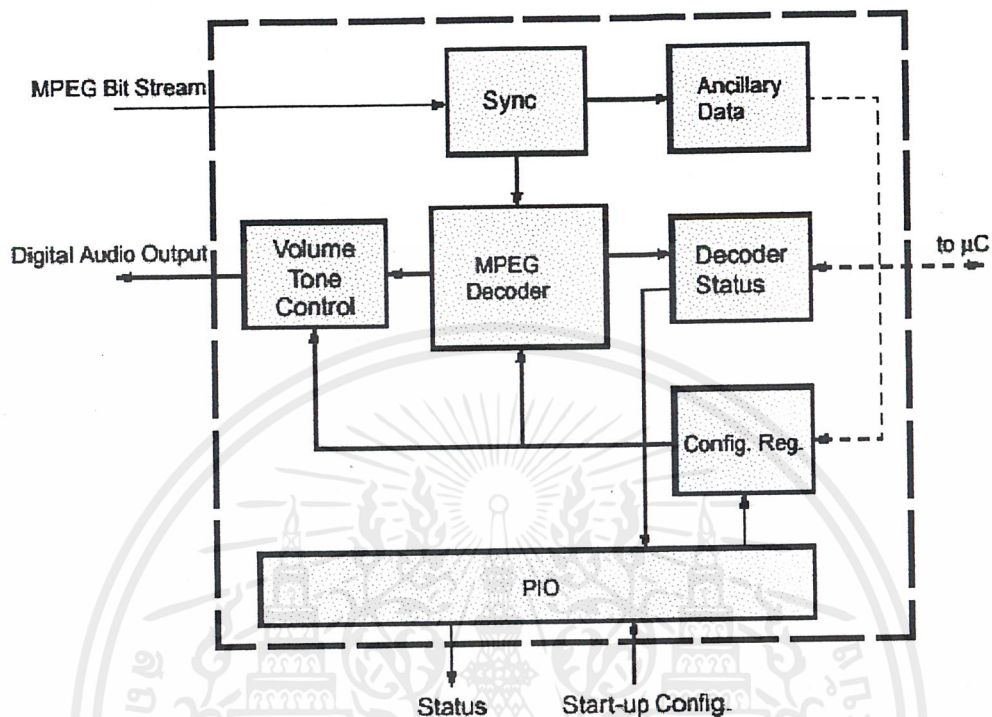 MPEG Bit Stream
Sync
Ancillary
Data
Digital Audio Output
Volume
Tone
Control
MPEG
Decoder
Decoder
Status
to µC
Config. Reg.
PIO
Status
Start-up Config.